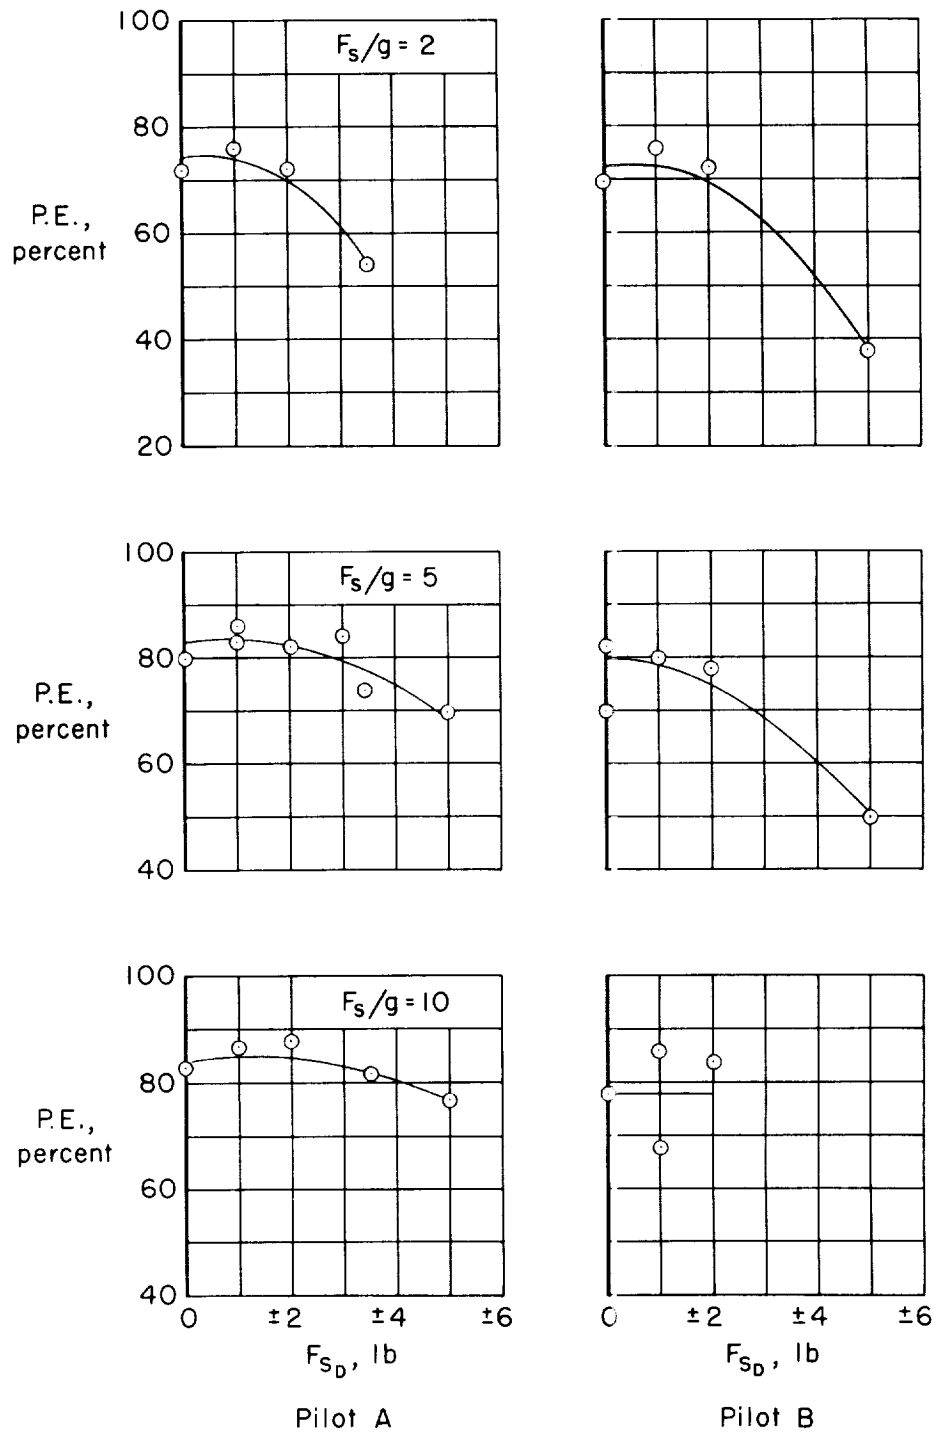 100
F_S/g = 2
80
P.E.,
percent
60
40
20
100
F_S/g = 5
80
P.E.,
percent
60
40
100
F_S/g = 10
80
P.E.,
percent
60
40
0 ±2 ±4 ±6 0 ±2 ±4 ±6
F_{S_D}, lb F_{S_D}, lb
Pilot A Pilot B